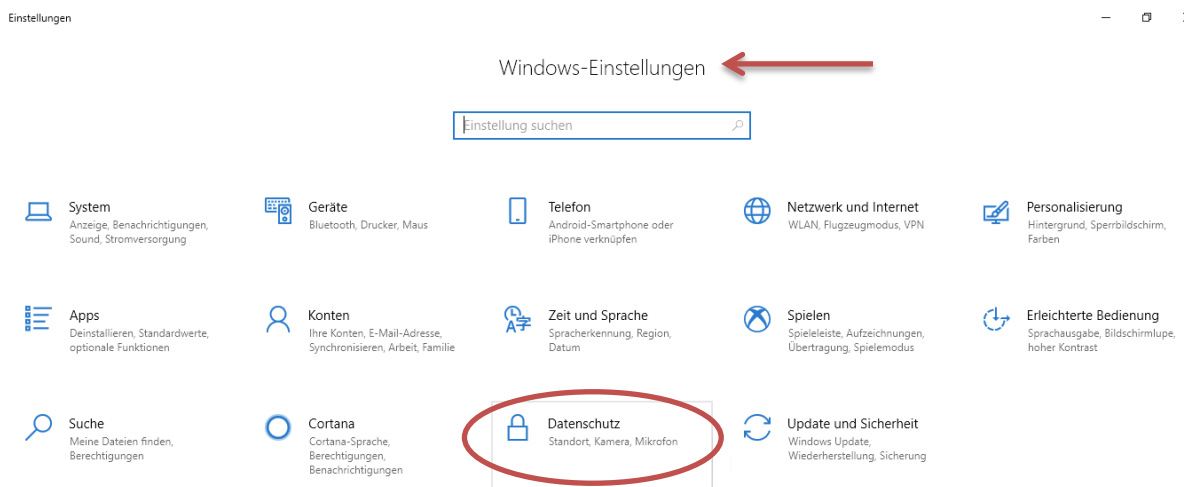 Einstellungen
Windows-Einstellungen
Einstellung suchen
System
Anzeige, Benachrichtigungen,
Sound, Stromversorgung
Geräte
Bluetooth, Drucker, Maus
Telefon
Android-Smartphone oder
iPhone verknüpfen
Netzwerk und Internet
WLAN, Flugzeugmodus, VPN
Personalisierung
Hintergrund, Sperrbildschirm,
Farben
Apps
Deinstallieren, Standardwerte,
optionale Funktionen
Konten
Ihre Konten, E-Mail-Adresse,
Synchronisieren, Arbeit, Familie
Zeit und Sprache
Spracherkennung, Region,
Datum
Spielen
Spieleleiste, Aufzeichnungen,
Übertragung, Spielemodus
Erleichterte Bedienung
Sprachausgabe, Bildschirmlupe,
hoher Kontrast
Suche
Meine Dateien finden,
Berechtigungen
Cortana
Cortana-Sprache,
Berechtigungen,
Benachrichtigungen
Datenschutz
Standort, Kamera, Mikrofon
Update und Sicherheit
Windows Update,
Wiederherstellung, Sicherung